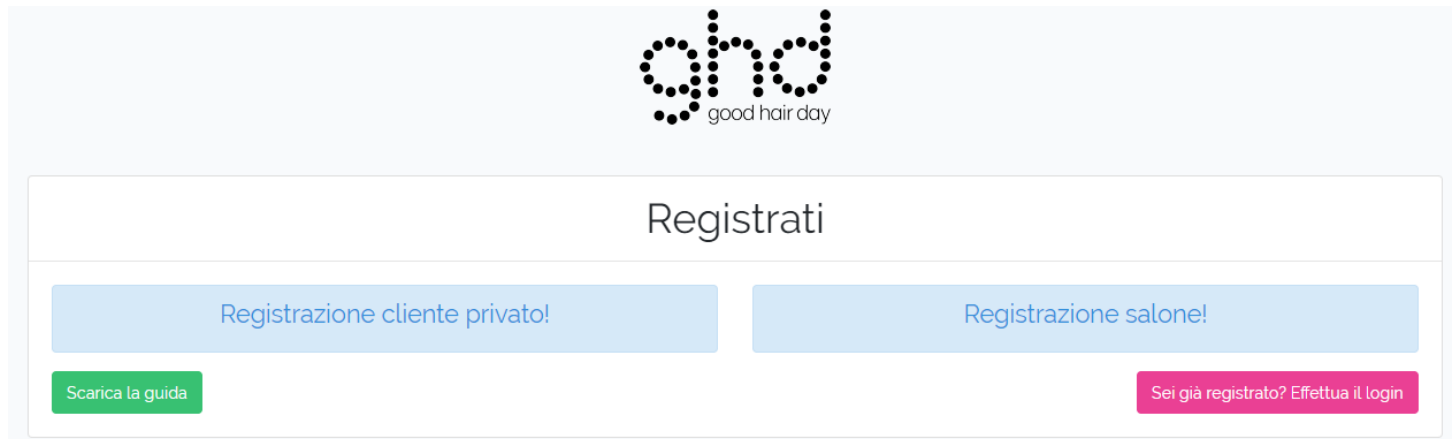 ghd
good hair day
Registrati
Registrazione cliente privato!
Registrazione salone!
Scarica la guida
Sei già registrato? Effettua il login